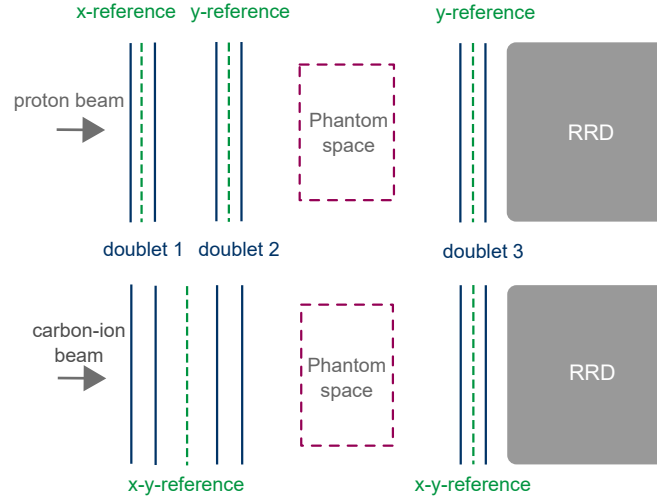 x-reference y-reference y-reference
proton beam
Phantom
space
RRD
doublet 1 doublet 2 doublet 3
carbon-ion
beam
Phantom
space
RRD
x-y-reference x-y-reference